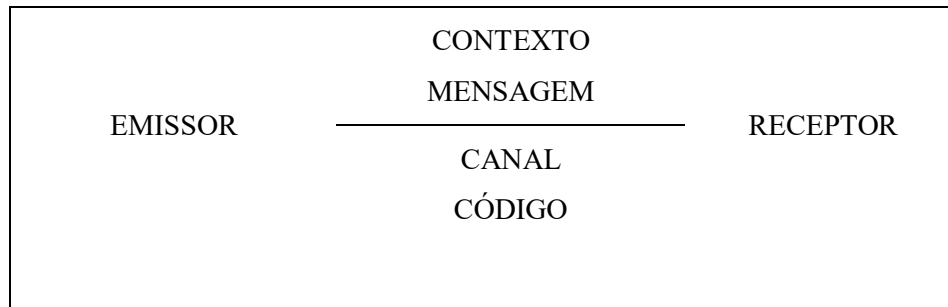 CONTEXTO
MENSAGEM
EMISSOR RECEPTOR
CANAL
CÓDIGO